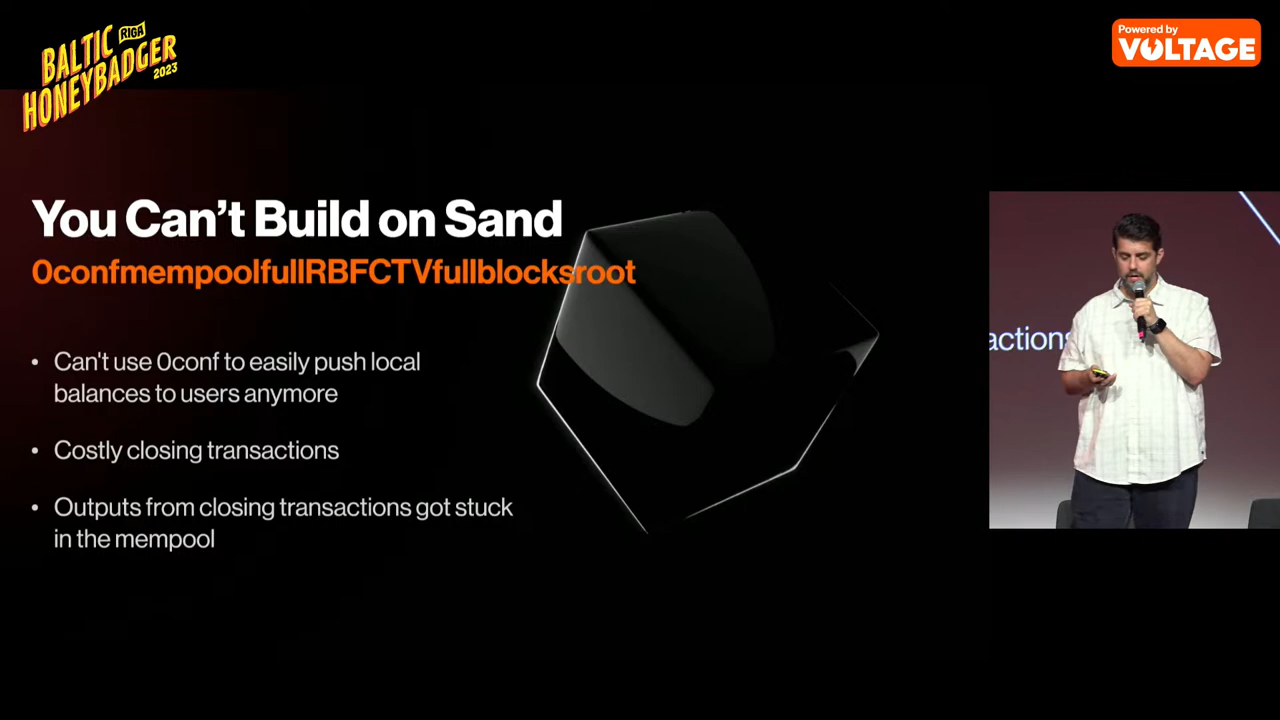 BALTIC
RIGA
HONEYBADGER
2023
Powered by
VOLTAGE
You Can't Build on Sand
0confmempoolfullRBFCTVfullblocksroot
• Can't use 0conf to easily push local
balances to users anymore
• Costly closing transactions
• Outputs from closing transactions got stuck
in the mempool
actions